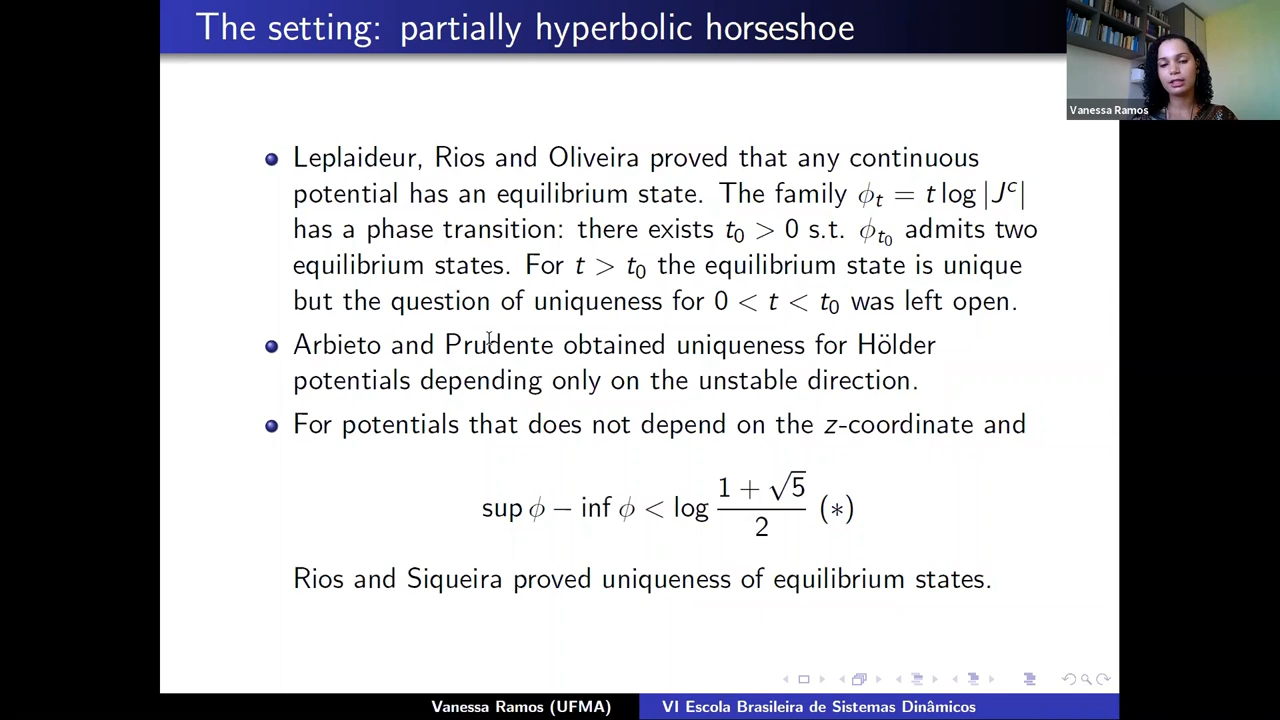 The setting: partially hyperbolic horseshoe
Vanessa Ramos
Leplaideur, Rios and Oliveira proved that any continuous
potential has an equilibrium state. The family ϕ_t = t log |J^c|
has a phase transition: there exists t_0 > 0 s.t. ϕ_{t_0} admits two
equilibrium states. For t > t_0 the equilibrium state is unique
but the question of uniqueness for 0 < t < t_0 was left open.
Arbieto and Prudente obtained uniqueness for Hölder
potentials depending only on the unstable direction.
For potentials that does not depend on the z-coordinate and
sup ϕ − inf ϕ < log (1 + √5)/2 (∗)
Rios and Siqueira proved uniqueness of equilibrium states.
Vanessa Ramos (UFMA) VI Escola Brasileira de Sistemas Dinâmicos